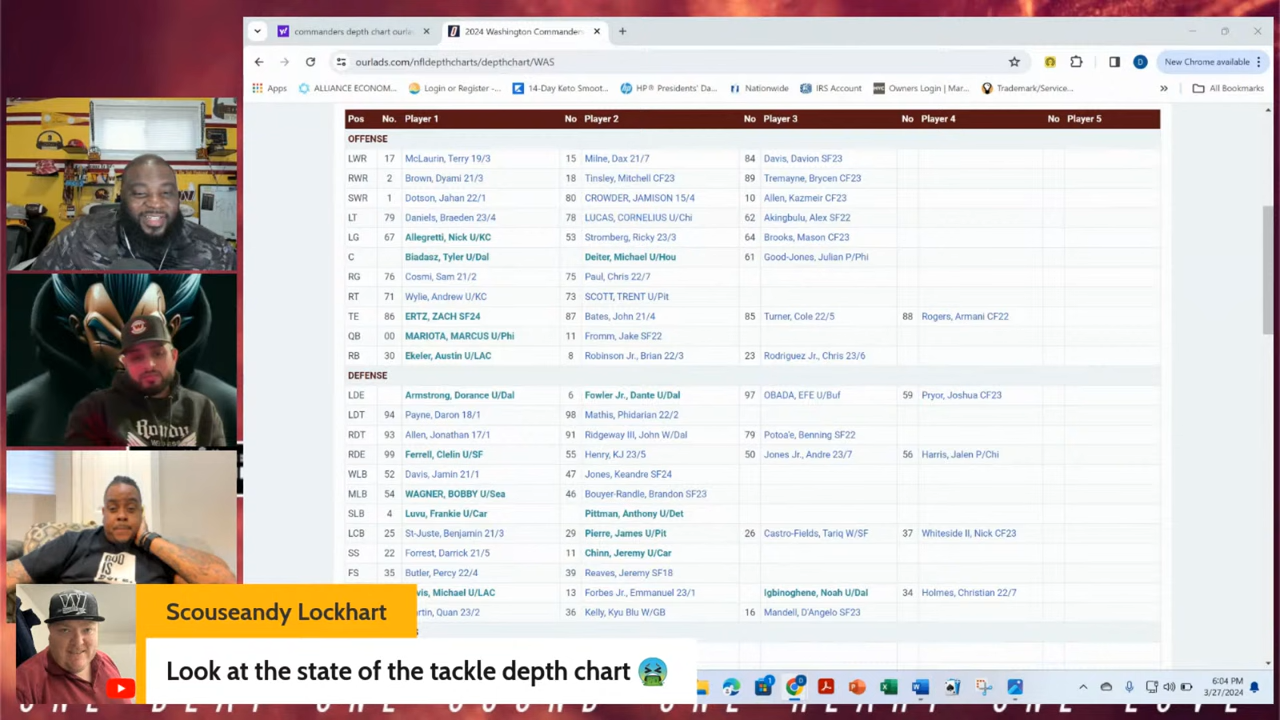 commanders depth chart ourla
2024 Washington Commander
ourlads.com/nfldepthcharts/depthchart/WAS
New Chrome available
Apps ALLIANCE ECONOM... Login or Register -... 14-Day Keto Smoot... HP® Presidents' Da... Nationwide IRS Account Owners Login | Mar... Trademark/Service... » All Bookmarks
Pos No. Player 1 No Player 2 No Player 3 No Player 4 No Player 5
OFFENSE
LWR 17 McLaurin, Terry 19/3 15 Milne, Dax 21/7 84 Davis, Davion SF23
RWR 2 Brown, Dyami 21/3 18 Tinsley, Mitchell CF23 89 Tremayne, Brycen CF23
SWR 1 Dotson, Jahan 22/1 80 CROWDER, JAMISON 15/4 10 Allen, Kazmeir CF23
LT 79 Daniels, Braeden 23/4 78 LUCAS, CORNELIUS U/Chi 62 Akingbulu, Alex SF22
LG 67 Allegretti, Nick U/KC 53 Stromberg, Ricky 23/3 64 Brooks, Mason CF23
C Biadasz, Tyler U/Dal Deiter, Michael U/Hou 61 Good-Jones, Julian P/Phi
RG 76 Cosmi, Sam 21/2 75 Paul, Chris 22/7
RT 71 Wylie, Andrew U/KC 73 SCOTT, TRENT U/Pit
TE 86 ERTZ, ZACH SF24 87 Bates, John 21/4 85 Turner, Cole 22/5 88 Rogers, Armani CF22
QB 00 MARIOTA, MARCUS U/Phi 11 Fromm, Jake SF22
RB 30 Ekeler, Austin U/LAC 8 Robinson Jr., Brian 22/3 23 Rodriguez Jr., Chris 23/6
DEFENSE
LDE Armstrong, Dorance U/Dal 6 Fowler Jr., Dante U/Dal 97 OBADA, EFE U/Buf 59 Pryor, Joshua CF23
LDT 94 Payne, Daron 18/1 98 Mathis, Phidarian 22/2
RDT 93 Allen, Jonathan 17/1 91 Ridgeway III, John W/Dal 79 Potoa'e, Benning SF22
RDE 99 Ferrell, Clelin U/SF 55 Henry, KJ 23/5 50 Jones Jr., Andre 23/7 56 Harris, Jalen P/Chi
WLB 52 Davis, Jamin 21/1 47 Jones, Keandre SF24
MLB 54 WAGNER, BOBBY U/Sea 46 Bouyer-Randle, Brandon SF23
SLB 4 Luvu, Frankie U/Car Pittman, Anthony U/Det
LCB 25 St-Juste, Benjamin 21/3 29 Pierre, James U/Pit 26 Castro-Fields, Tariq W/SF 37 Whiteside II, Nick CF23
SS 22 Forrest, Darrick 21/5 11 Chinn, Jeremy U/Car
FS 35 Butler, Percy 22/4 39 Reaves, Jeremy SF18
vis, Michael U/LAC 13 Forbes Jr., Emmanuel 23/1 Igbinoghene, Noah U/Dal 34 Holmes, Christian 22/7
rtin, Quan 23/2 36 Kelly, Kyu Blu W/GB 16 Mandell, D'Angelo SF23
Scouseandy Lockhart
Look at the state of the tackle depth chart 🤮
6:04 PM
3/27/2024